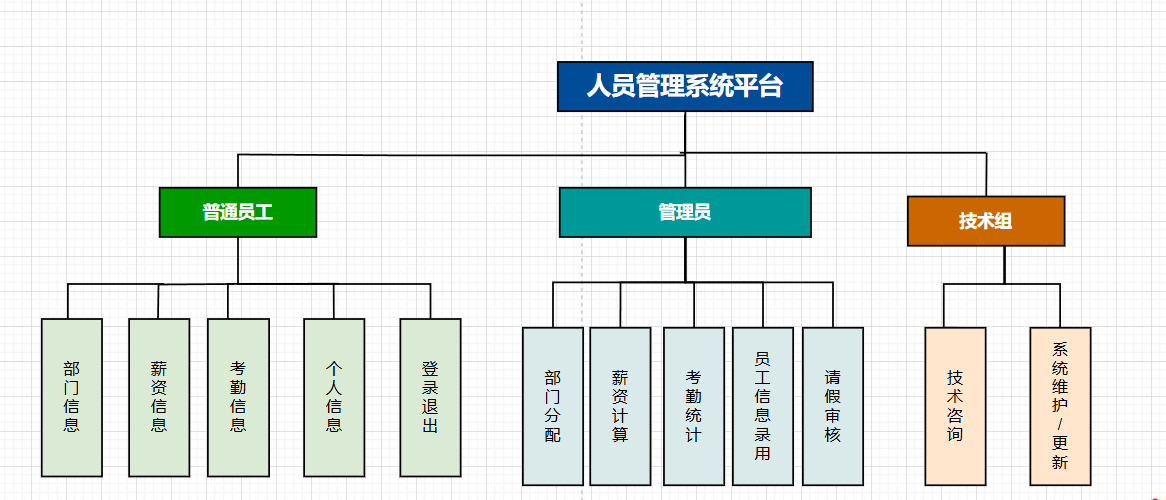 人员管理系统平台
普通员工
管理员
技术组
部门信息
薪资信息
考勤信息
个人信息
登录退出
部门分配
薪资计算
考勤统计
员工信息录用
请假审核
技术咨询
系统维护/更新